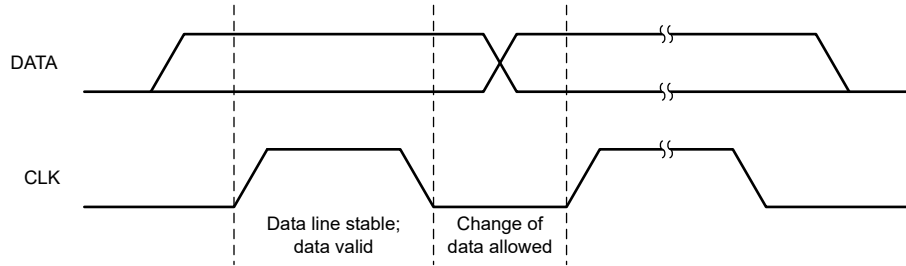 DATA
CLK
Data line stable;
data valid
Change of
data allowed